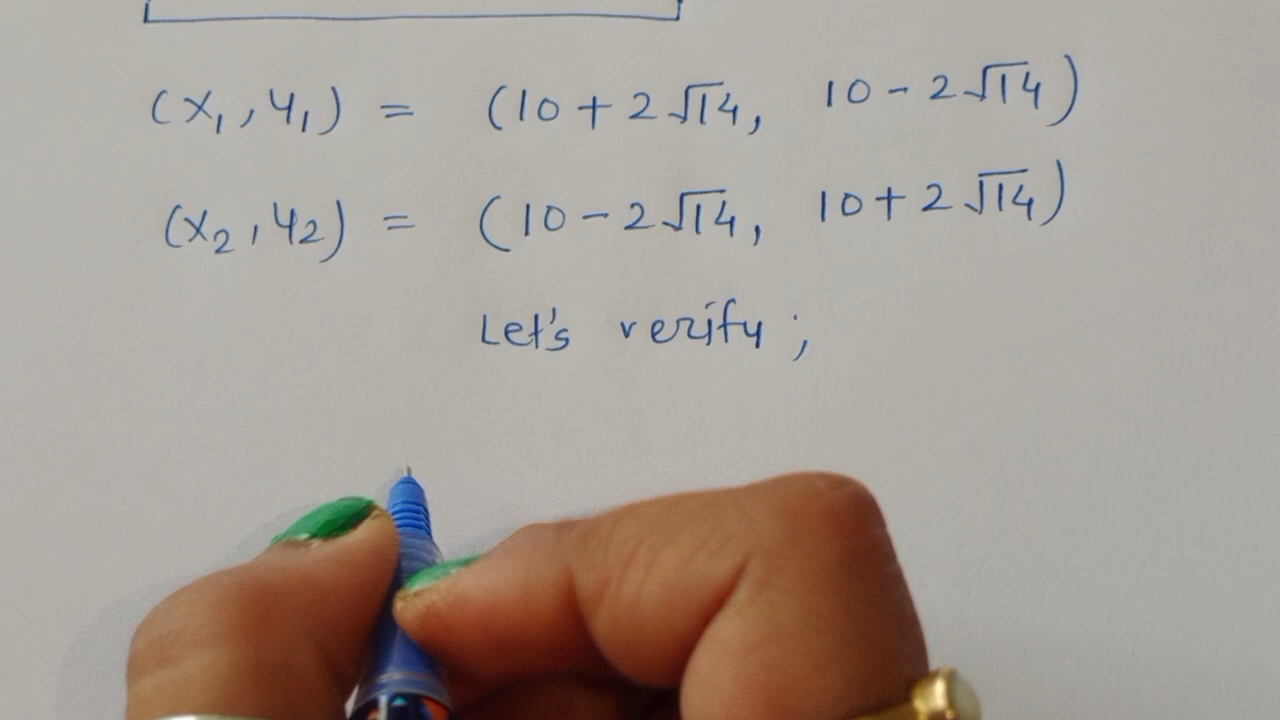 (x₁, y₁) = (10 + 2√14, 10 - 2√14)
(x₂, y₂) = (10 - 2√14, 10 + 2√14)
Let's verify ;